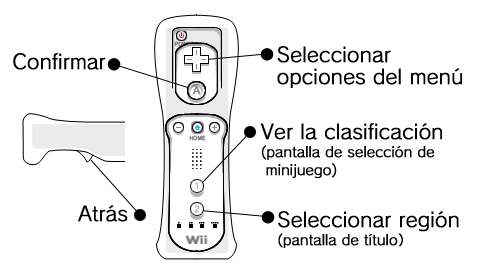 Confirmar
Seleccionar
opciones del menú
POWER
A
HOME
Ver la clasificación
(pantalla de selección de
minijuego)
1
Atrás
2
Seleccionar región
(pantalla de título)
Wii